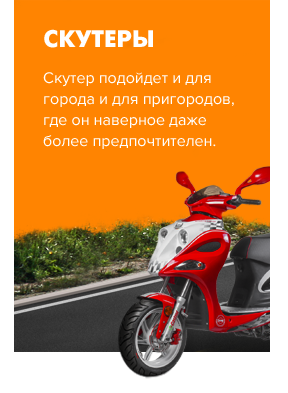 СКУТЕРЫ
Скутер подойдет и для
города и для пригородов,
где он наверное даже
более предпочтителен.